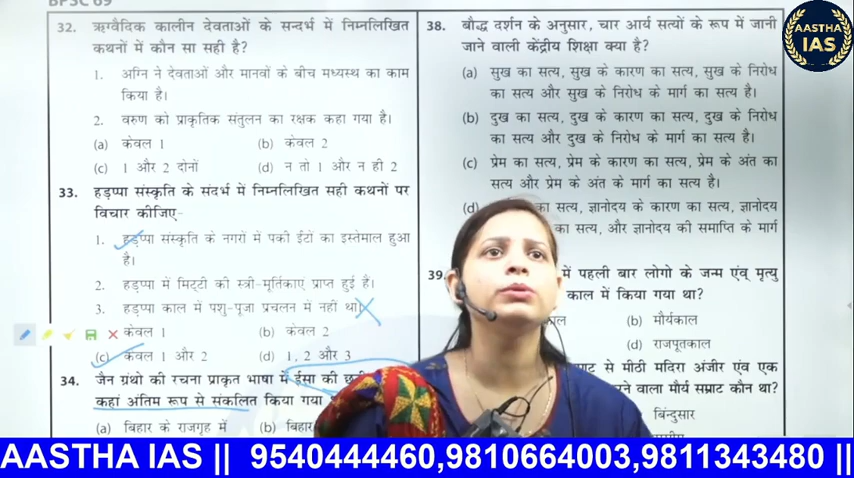 BPSC 69
32. ऋग्वैदिक कालीन देवताओं के सन्दर्भ में निम्नलिखित
कथनों में कौन सा सही है?
1. अग्नि ने देवताओं और मानवों के बीच मध्यस्थ का काम
किया है।
2. वरुण को प्राकृतिक संतुलन का रक्षक कहा गया है।
(a) केवल 1 (b) केवल 2
(c) 1 और 2 दोनों (d) न तो 1 और न ही 2
33. हड़प्पा संस्कृति के संदर्भ में निम्नलिखित सही कथनों पर
विचार कीजिए-
1. हड़प्पा संस्कृति के नगरों में पकी ईटों का इस्तेमाल हुआ
है।
2. हड़प्पा में मिट्टी की स्त्री-मूर्तिकाए प्राप्त हुई हैं।
3. हड़प्पा काल में पशु-पूजा प्रचलन में नहीं था।
केवल 1 (b) केवल 2
(c) केवल 1 और 2 (d) 1, 2 और 3
34. जैन ग्रंथो की रचना प्राकृत भाषा में ईसा की
कहां अंतिम रूप से संकलित किया गया
(a) बिहार के राजगृह में (b) बिहार
38. बौद्ध दर्शन के अनुसार, चार आर्य सत्यों के रूप में जानी
जाने वाली केंद्रीय शिक्षा क्या है?
(a) सुख का सत्य, सुख के कारण का सत्य, सुख के निरोध
का सत्य और सुख के निरोध के मार्ग का सत्य है।
(b) दुख का सत्य, दुख के कारण का सत्य, दुख के निरोध
का सत्य और दुख के निरोध के मार्ग का सत्य है।
(c) प्रेम का सत्य, प्रेम के कारण का सत्य, प्रेम के अंत का
सत्य और प्रेम के अंत के मार्ग का सत्य है।
(d) का सत्य, ज्ञानोदय के कारण का सत्य, ज्ञानोदय
का सत्य, और ज्ञानोदय की समाप्ति के मार्ग
39. में पहली बार लोगो के जन्म एंव् मृत्यु
काल में किया गया था?
(b) मौर्यकाल
(d) राजपूतकाल
से मीठी मदिरा अंजीर एंव एक
वाला मौर्य सम्राट कौन था?
बिंन्दुसार
AASTHA
IAS
AASTHA IAS || 9540444460,9810664003,9811343480 ||